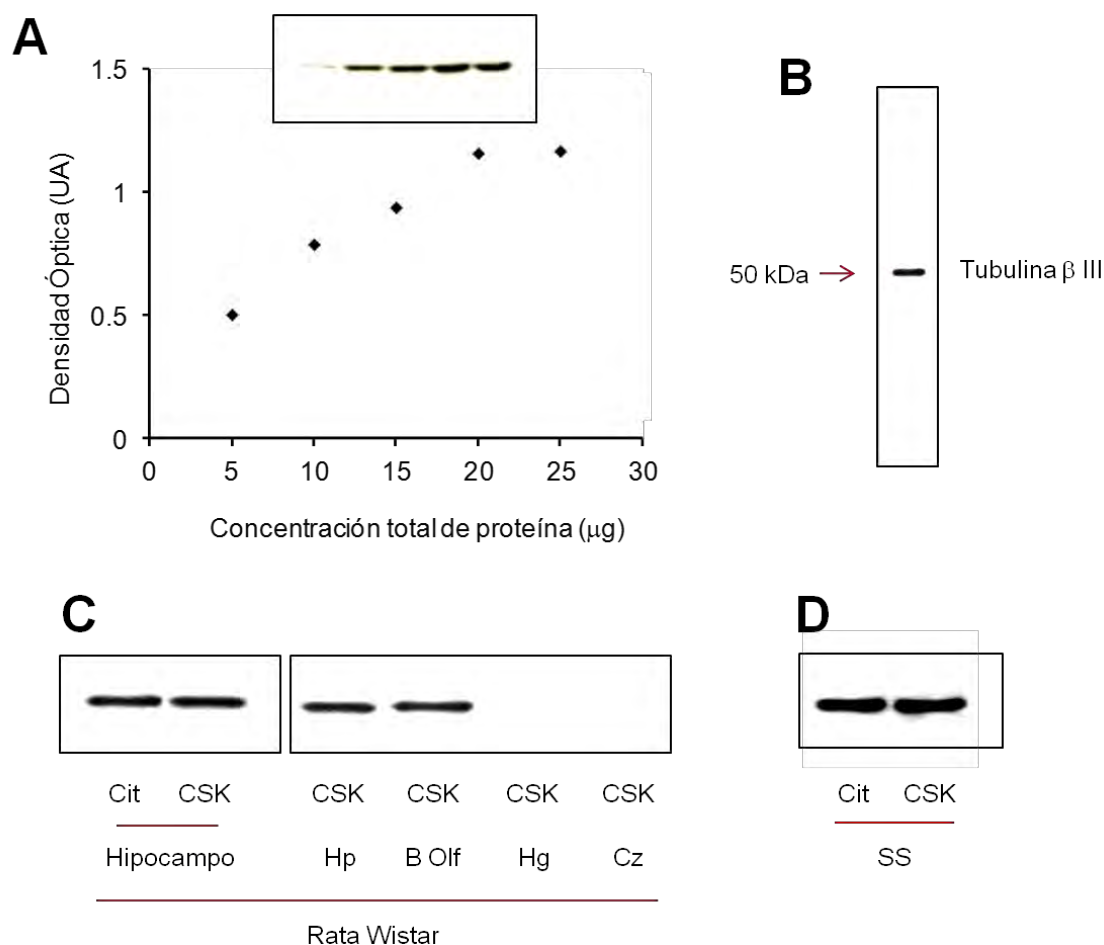 A
1.5
1
0.5
0
0 5 10 15 20 25 30
Densidad Óptica (UA)
Concentración total de proteína (μg)
B
50 kDa
Tubulina β III
C
Cit CSK CSK CSK CSK CSK
Hipocampo Hp B Olf Hg Cz
Rata Wistar
D
Cit CSK
SS